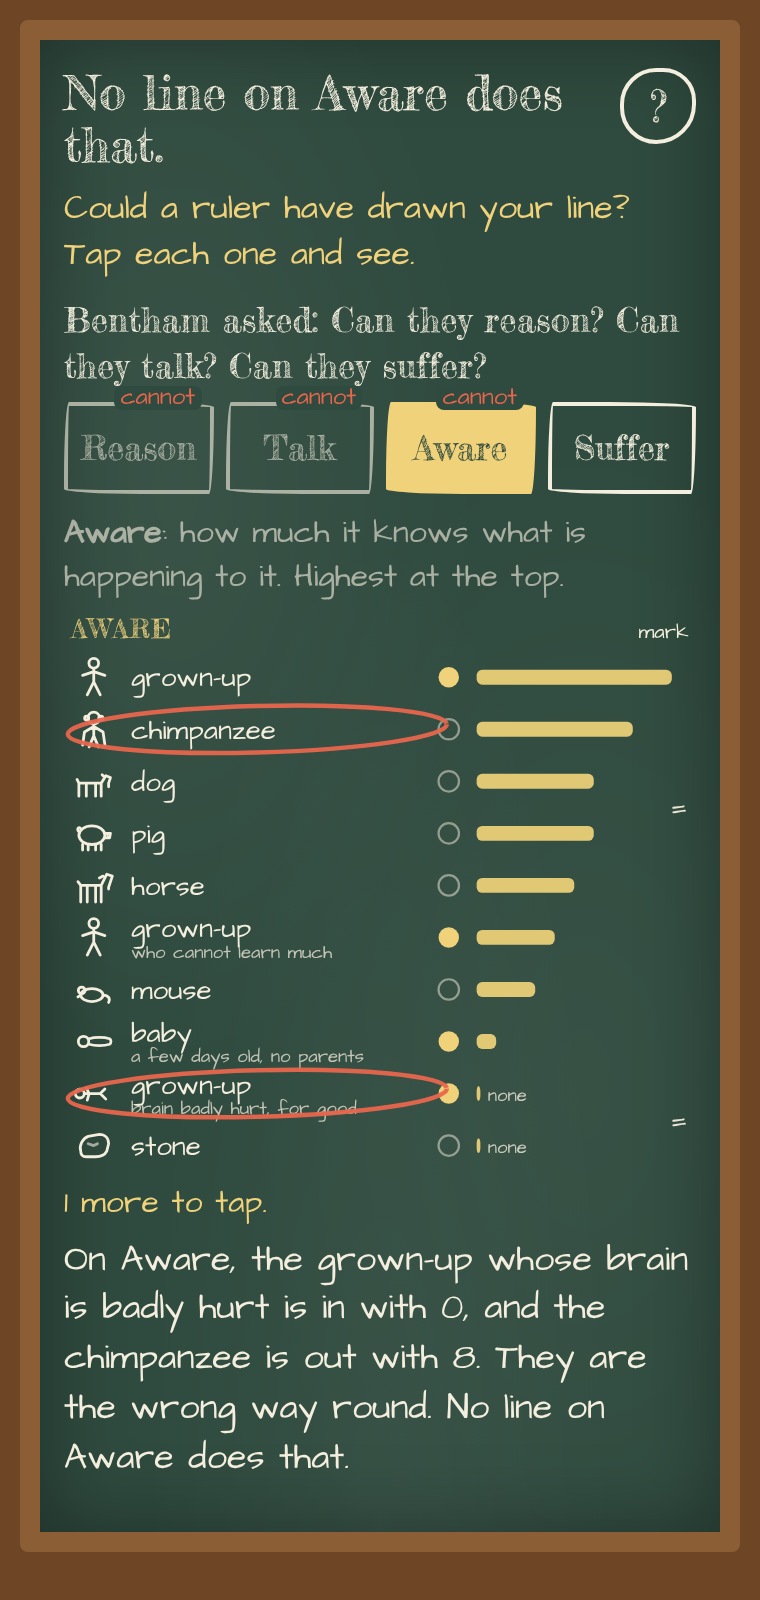 No line on Aware does
that.
?
Could a ruler have drawn your line?
Tap each one and see.
Bentham asked: Can they reason? Can
they talk? Can they suffer?
cannot cannot cannot
Reason Talk Aware Suffer
Aware: how much it knows what is
happening to it. Highest at the top.
AWARE mark
grown-up
chimpanzee
dog
=
pig
horse
grown-up
who cannot learn much
mouse
baby
a few days old, no parents
grown-up
brain badly hurt, for good
none
=
stone none
1 more to tap.
On Aware, the grown-up whose brain
is badly hurt is in with 0, and the
chimpanzee is out with 8. They are
the wrong way round. No line on
Aware does that.